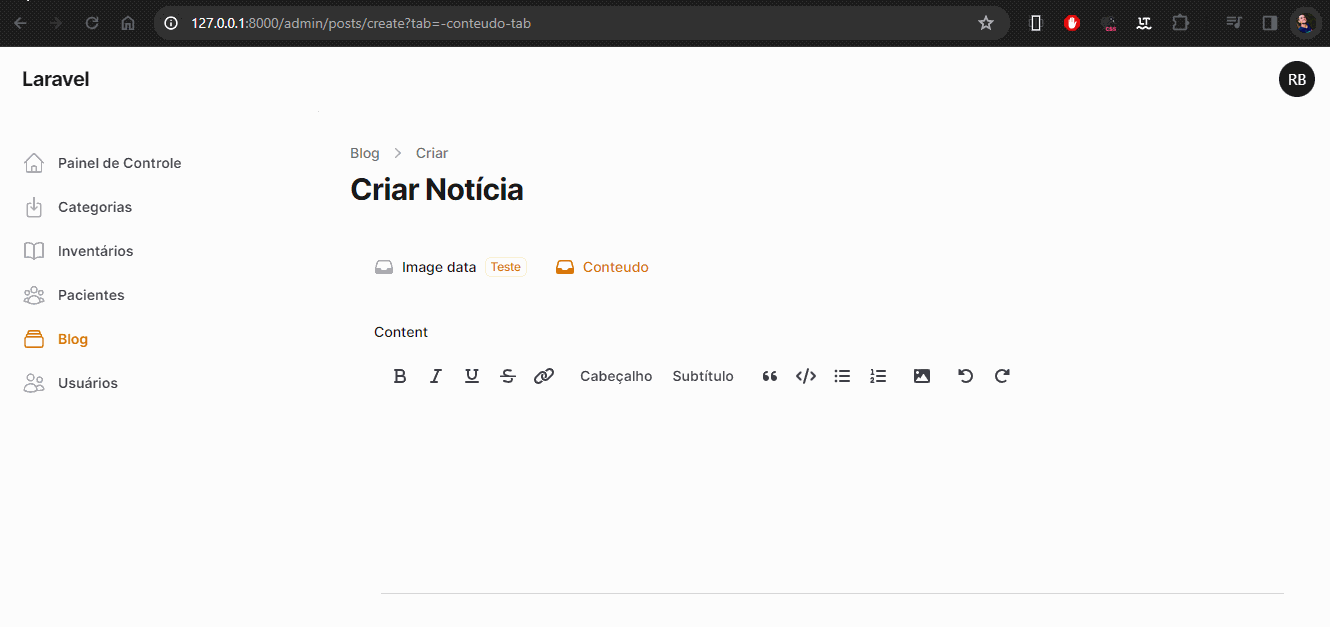 127.0.0.1:8000/admin/posts/create?tab=-conteudo-tab
Laravel
RB
Painel de Controle
Categorias
Inventários
Pacientes
Blog
Usuários
Blog > Criar
Criar Notícia
Image data Teste Conteudo
Content
B I U S Cabeçalho Subtítulo